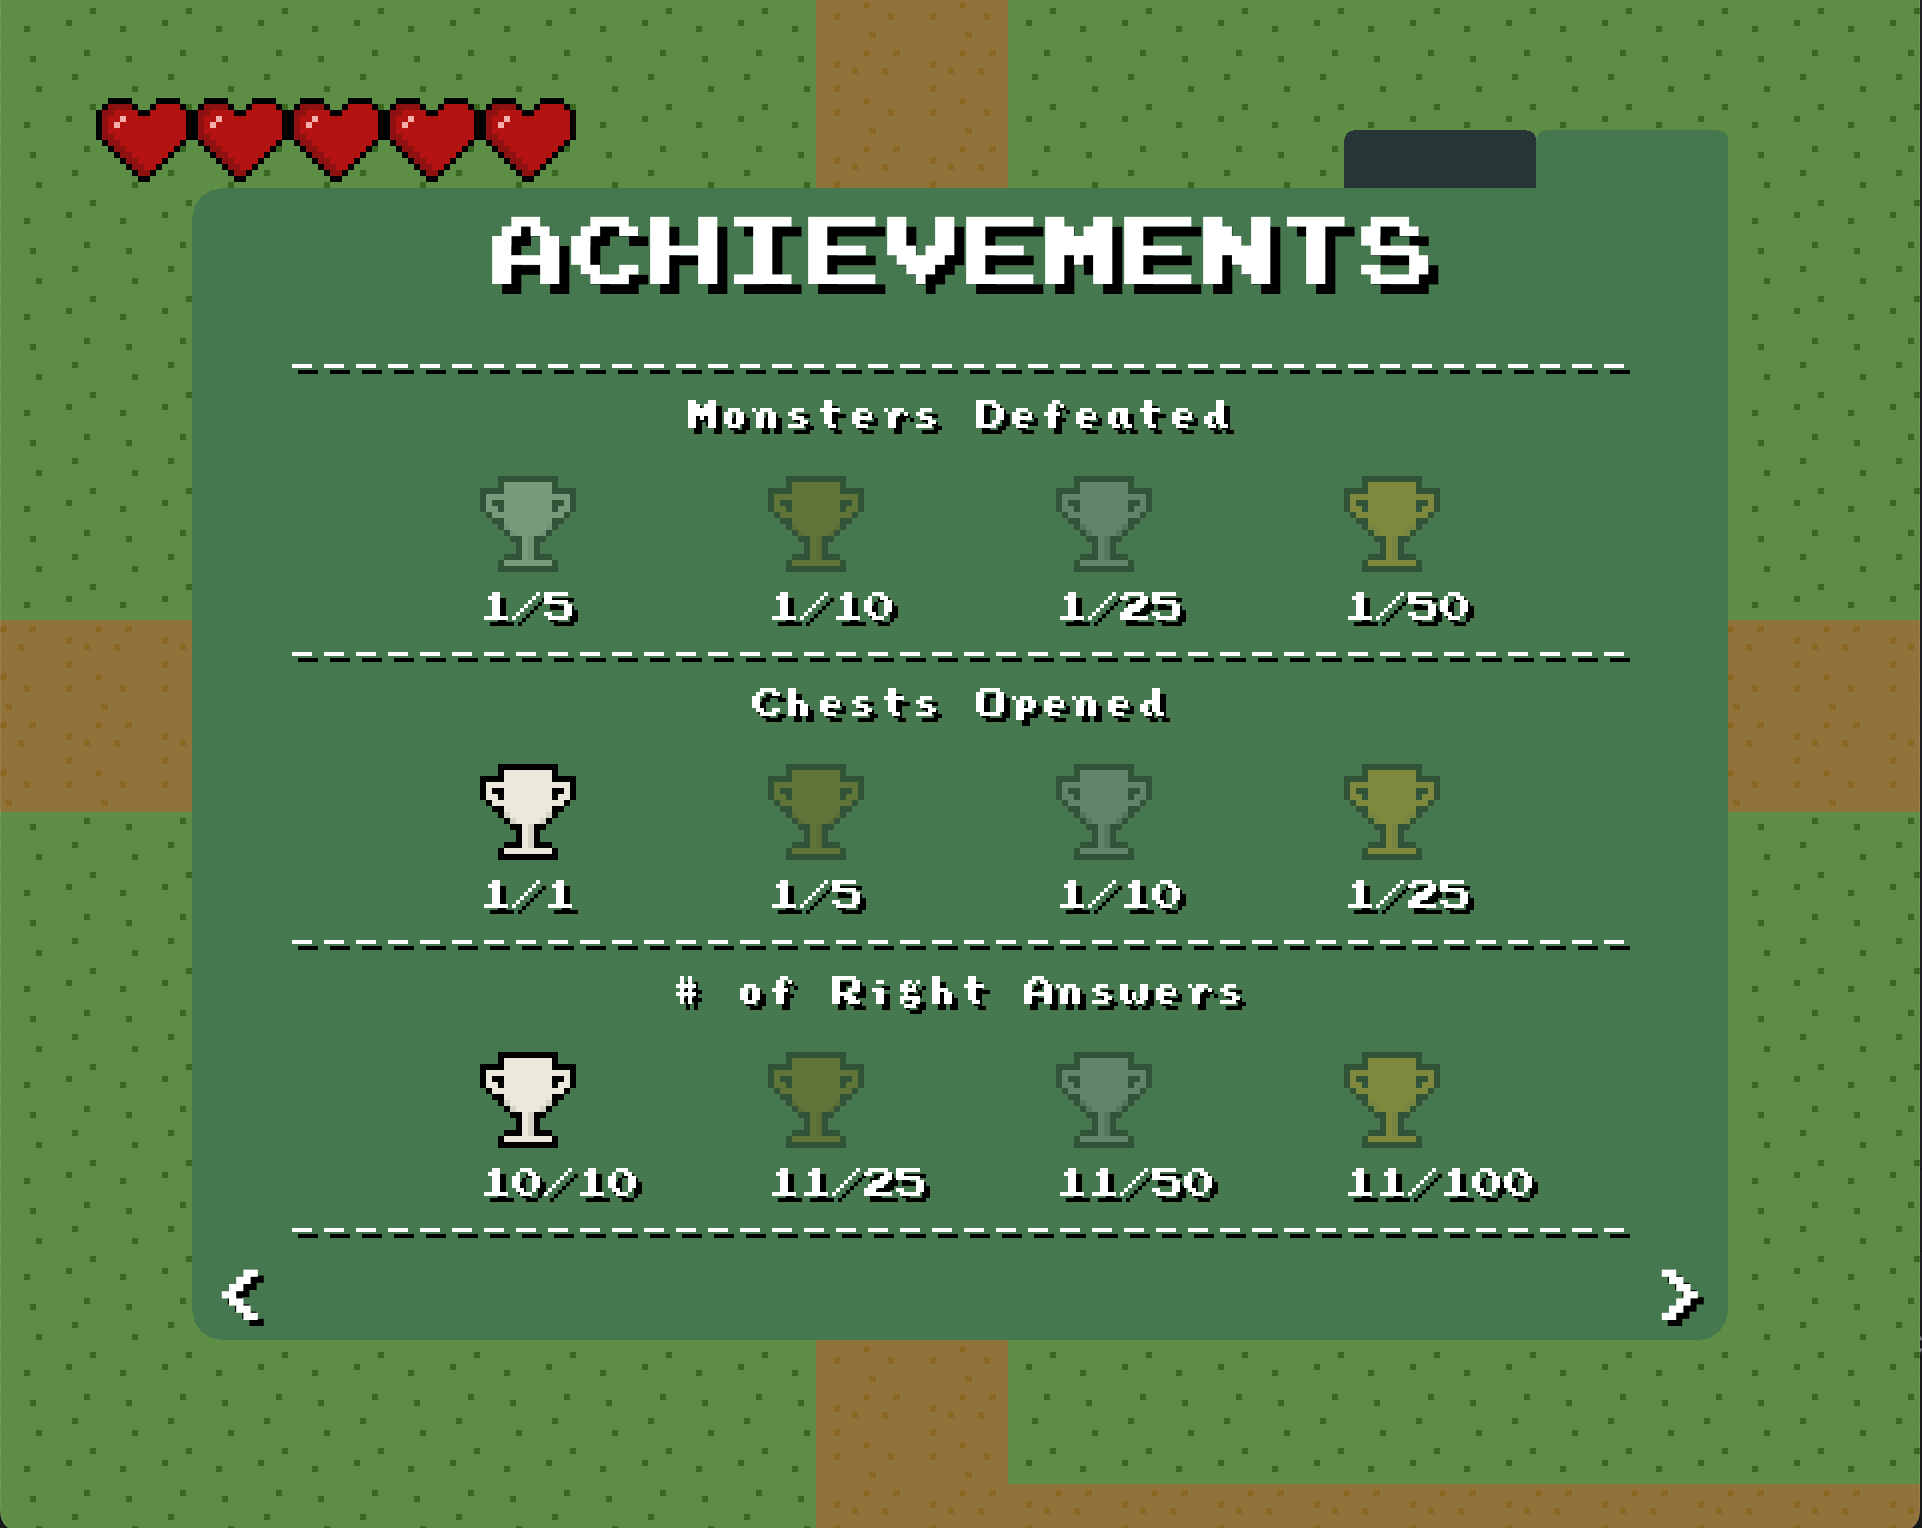 ACHIEVEMENTS
Monsters Defeated
1/5 1/10 1/25 1/50
Chests Opened
1/1 1/5 1/10 1/25
# of Right Answers
10/10 11/25 11/50 11/100
< >